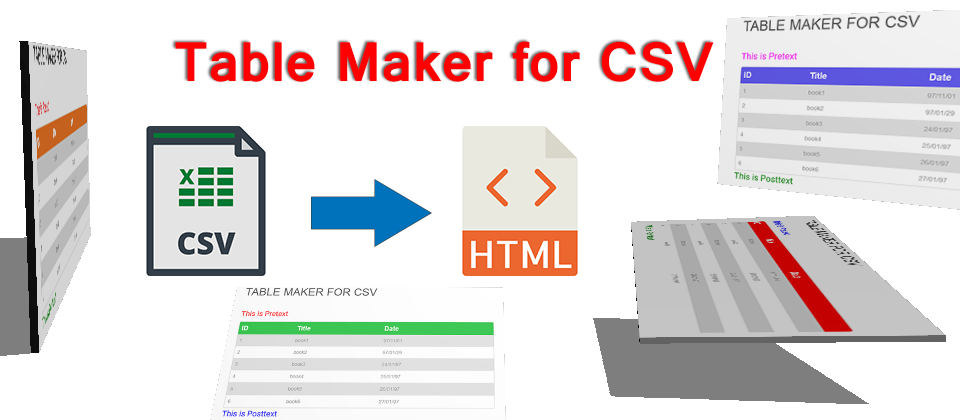 Table Maker for CSV
TABLE MAKER FOR CSV
This is Pretext
ID Title Date
1 book1 07/11/01
2 book2 97/01/29
3 book3 24/01/97
4 book4 25/01/97
5 book5 26/01/97
6 book6 27/01/97
This is Posttext
CSV
HTML
TABLE MAKER FOR CSV
This is Pretext
ID Title Date
1 book1 07/11/01
2 book2 97/01/29
3 book3 24/01/97
4 book4 25/01/97
5 book5 26/01/97
6 book6 27/01/97
This is Posttext